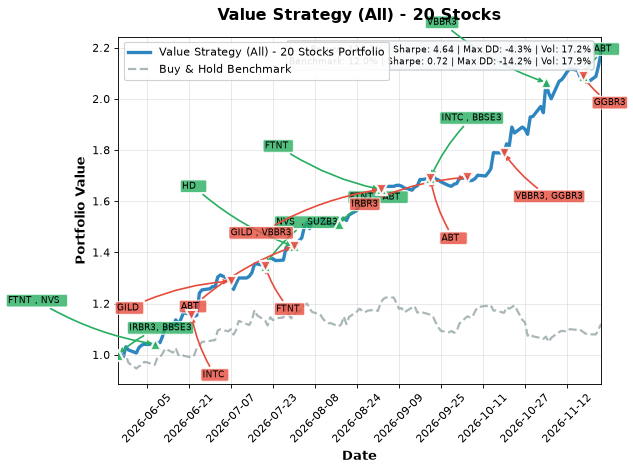 Value Strategy (All) - 20 Stocks
VBBR3
Value Strategy (All) - 20 Stocks Portfolio
Buy & Hold Benchmark
Sharpe: 4.64 | Max DD: -4.3% | Vol: 17.2%
Benchmark: 12.0% | Sharpe: 0.72 | Max DD: -14.2% | Vol: 17.9%
ABT
GGBR3
INTC , BBSE3
FTNT
HD
FTNT , ABT
IRBR3
VBBR3, GGBR3
NVS , SUZB3
GILD , VBBR3
ABT
FTNT , NVS
GILD
ABT
FTNT
IRBR3, BBSE3
INTC
2.2
2.0
1.8
1.6
1.4
1.2
1.0
Portfolio Value
2026-06-05
2026-06-21
2026-07-07
2026-07-23
2026-08-08
2026-08-24
2026-09-09
2026-09-25
2026-10-11
2026-10-27
2026-11-12
Date